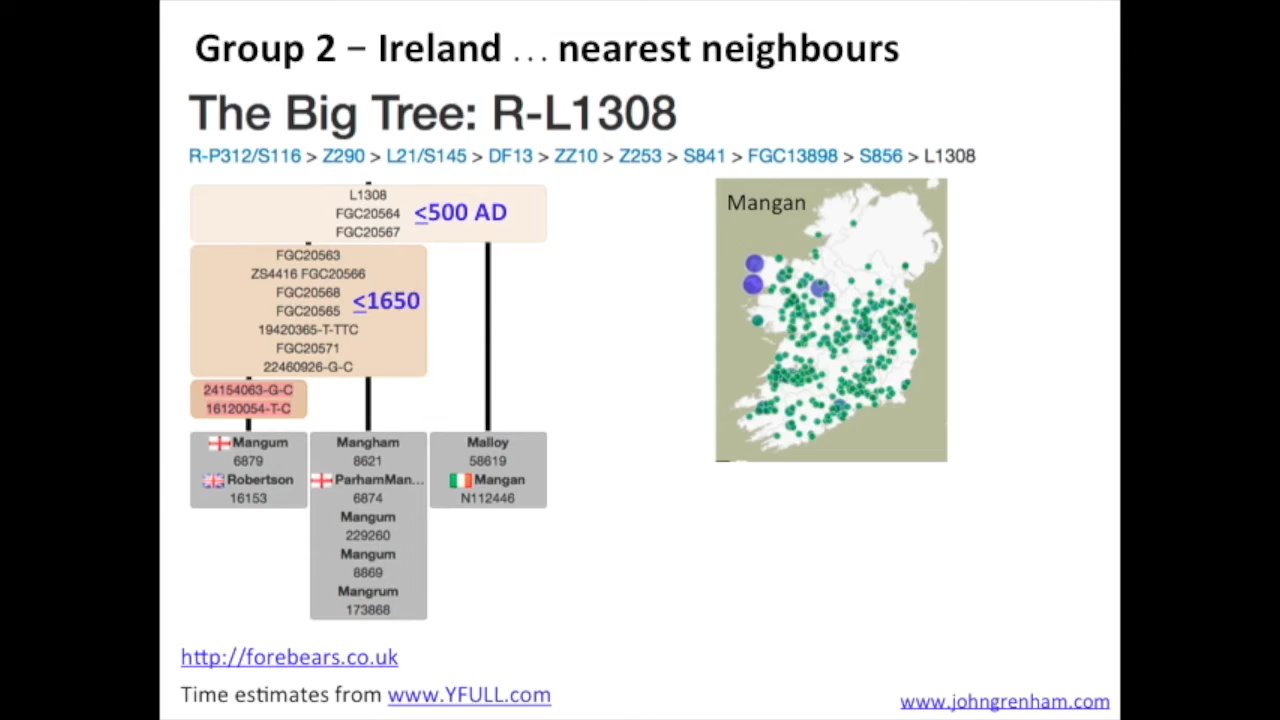 Group 2 – Ireland … nearest neighbours
The Big Tree: R-L1308
R-P312/S116 > Z290 > L21/S145 > DF13 > ZZ10 > Z253 > S841 > FGC13898 > S856 > L1308
L1308
FGC20564
FGC20567
<500 AD
FGC20563
ZS4416 FGC20566
FGC20568
FGC20565
19420365-T-TTC
FGC20571
22460926-G-C
<1650
24154063-G-C
16120054-T-C
Mangum
6879
Robertson
16153
Mangham
8621
ParhamMan...
6874
Mangum
229260
Mangum
8869
Mangrum
173868
Malloy
58619
Mangan
N112446
Mangan
http://forebears.co.uk
Time estimates from www.YFULL.com
www.johngrenham.com